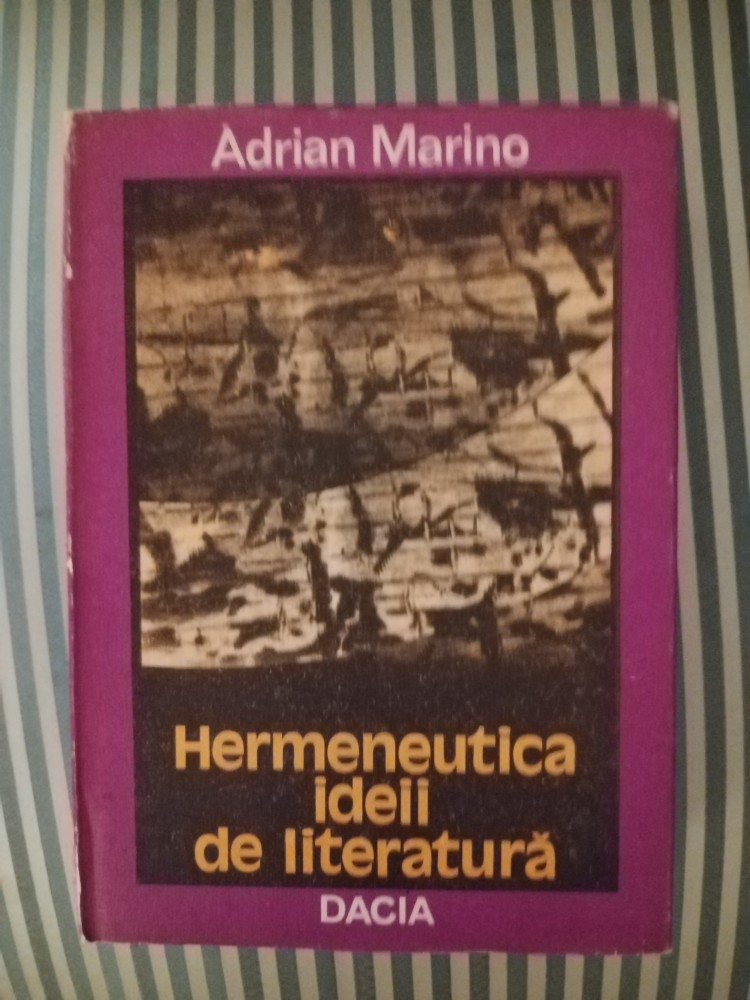 Adrian Marino
Hermeneutica
ideii
de literatură
DACIA